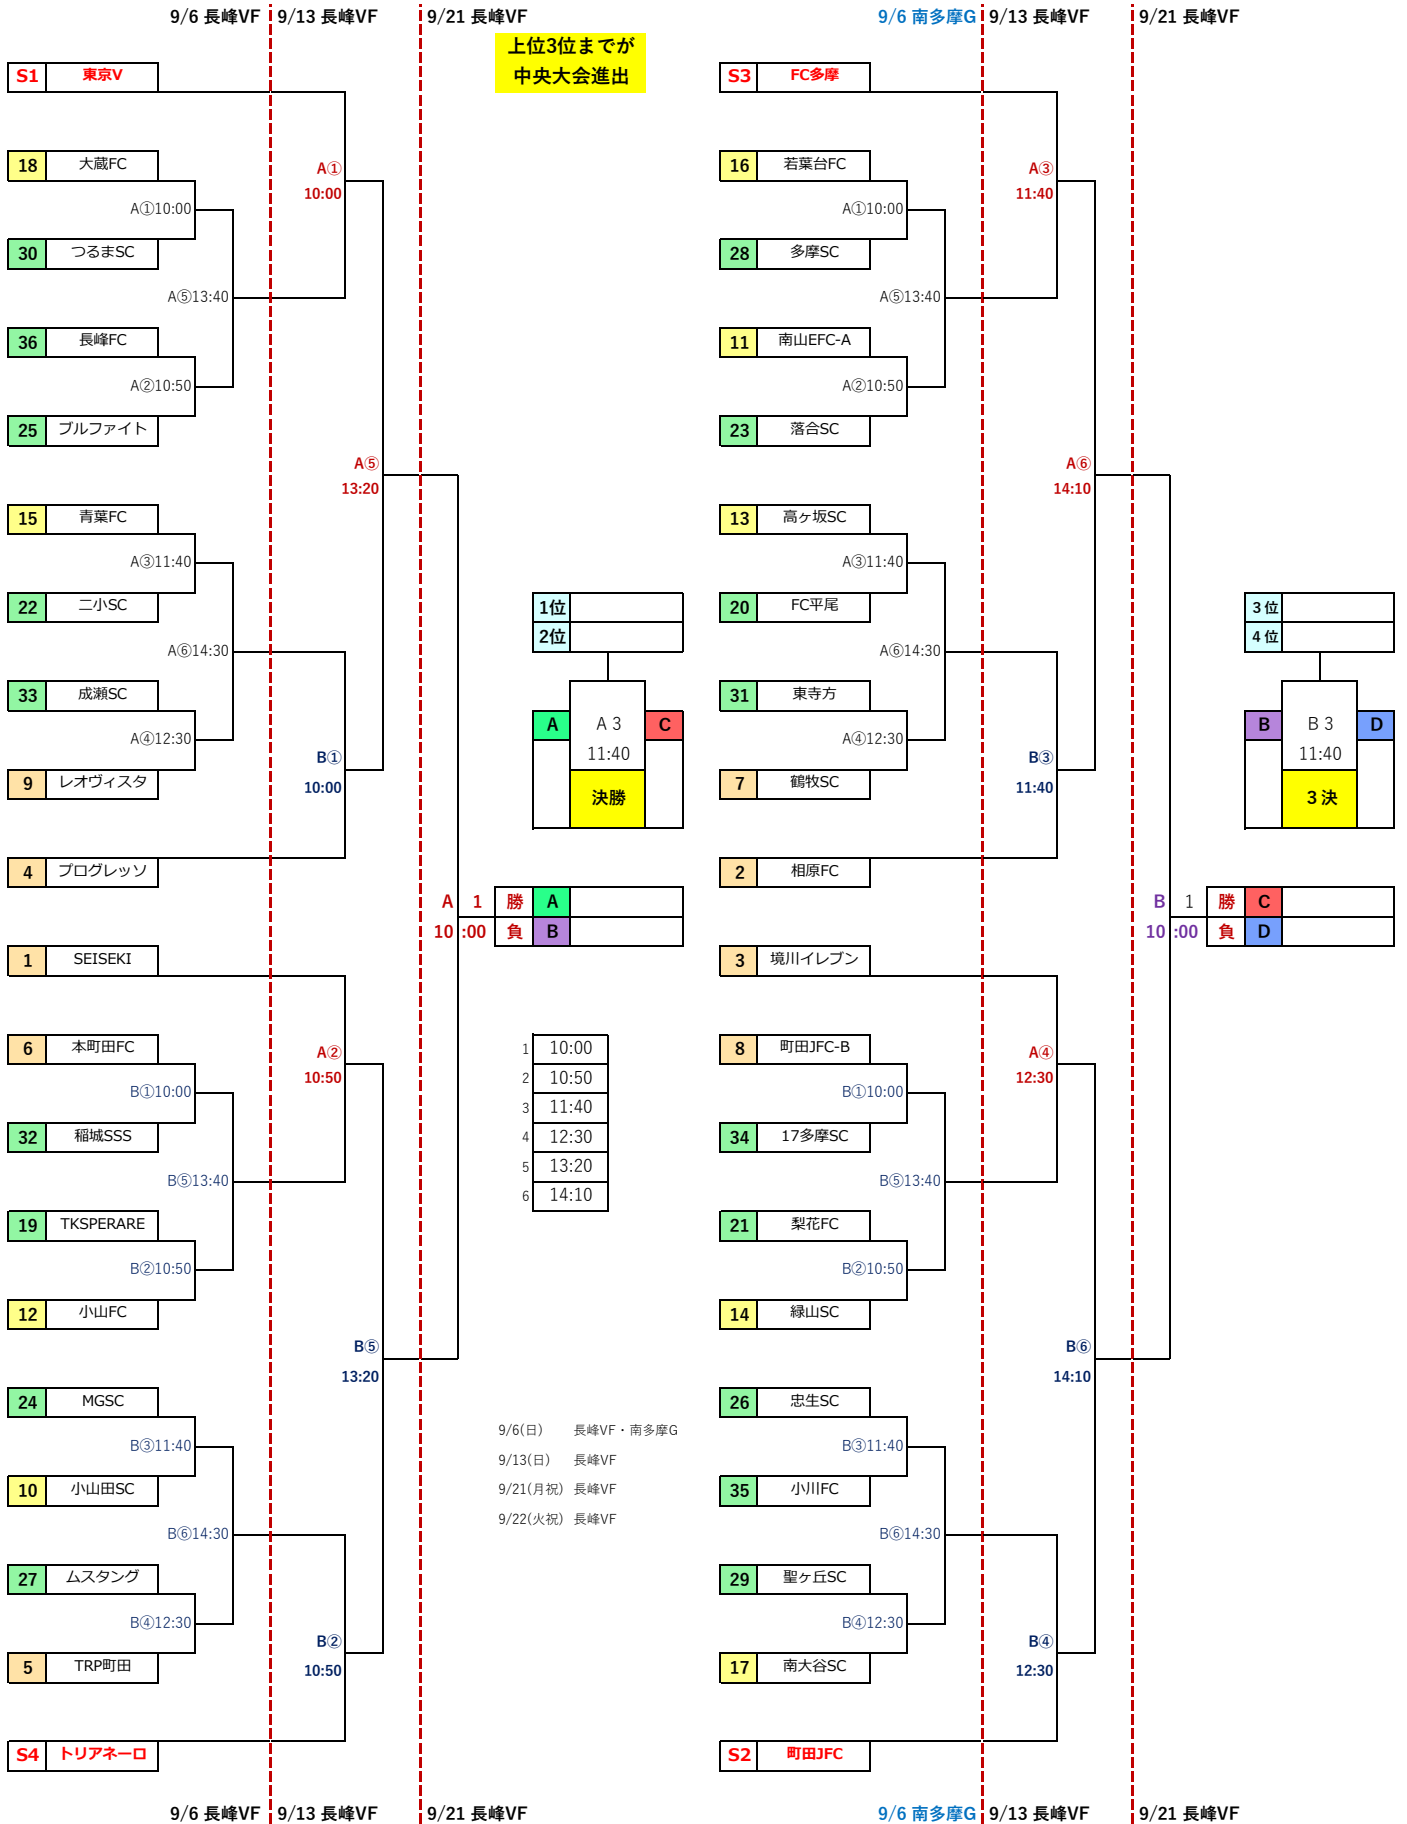 9/6 長峰VF 9/13 長峰VF 9/21 長峰VF
上位3位までが
中央大会進出
S1 東京V
18 大蔵FC
A①
10:00
A①10:00
30 つるまSC
A⑤13:40
36 長峰FC
A②10:50
25 ブルファイト
A⑤
13:20
15 青葉FC
A③11:40
22 二小SC
A⑥14:30
33 成瀬SC
A④12:30
B①
10:00
9 レオヴィスタ
4 プログレッソ
1位
2位
A A 3 C
11:40
決勝
A 1 勝 A
10:00 負 B
1 SEISEKI
6 本町田FC
A②
10:50
B①10:00
32 稲城SSS
B⑤13:40
19 TKSPERARE
B②10:50
12 小山FC
B⑤
13:20
24 MGSC
B③11:40
10 小山田SC
B⑥14:30
27 ムスタング
B④12:30
B②
10:50
5 TRP町田
S4 トリアネーロ
1 10:00
2 10:50
3 11:40
4 12:30
5 13:20
6 14:10
9/6(日) 長峰VF・南多摩G
9/13(日) 長峰VF
9/21(月祝) 長峰VF
9/22(火祝) 長峰VF
9/6 長峰VF 9/13 長峰VF 9/21 長峰VF
9/6 南多摩G 9/13 長峰VF 9/21 長峰VF
S3 FC多摩
16 若葉台FC
A③
11:40
A①10:00
28 多摩SC
A⑤13:40
11 南山EFC-A
A②10:50
23 落合SC
A⑥
14:10
13 高ヶ坂SC
A③11:40
20 FC平尾
A⑥14:30
31 東寺方
A④12:30
B③
11:40
7 鶴牧SC
2 相原FC
3位
4位
B B 3 D
11:40
3決
B 1 勝 C
10:00 負 D
3 境川イレブン
8 町田JFC-B
A④
12:30
B①10:00
34 17多摩SC
B⑤13:40
21 梨花FC
B②10:50
14 緑山SC
B⑥
14:10
26 忠生SC
B③11:40
35 小川FC
B⑥14:30
29 聖ヶ丘SC
B④12:30
B④
12:30
17 南大谷SC
S2 町田JFC
9/6 南多摩G 9/13 長峰VF 9/21 長峰VF